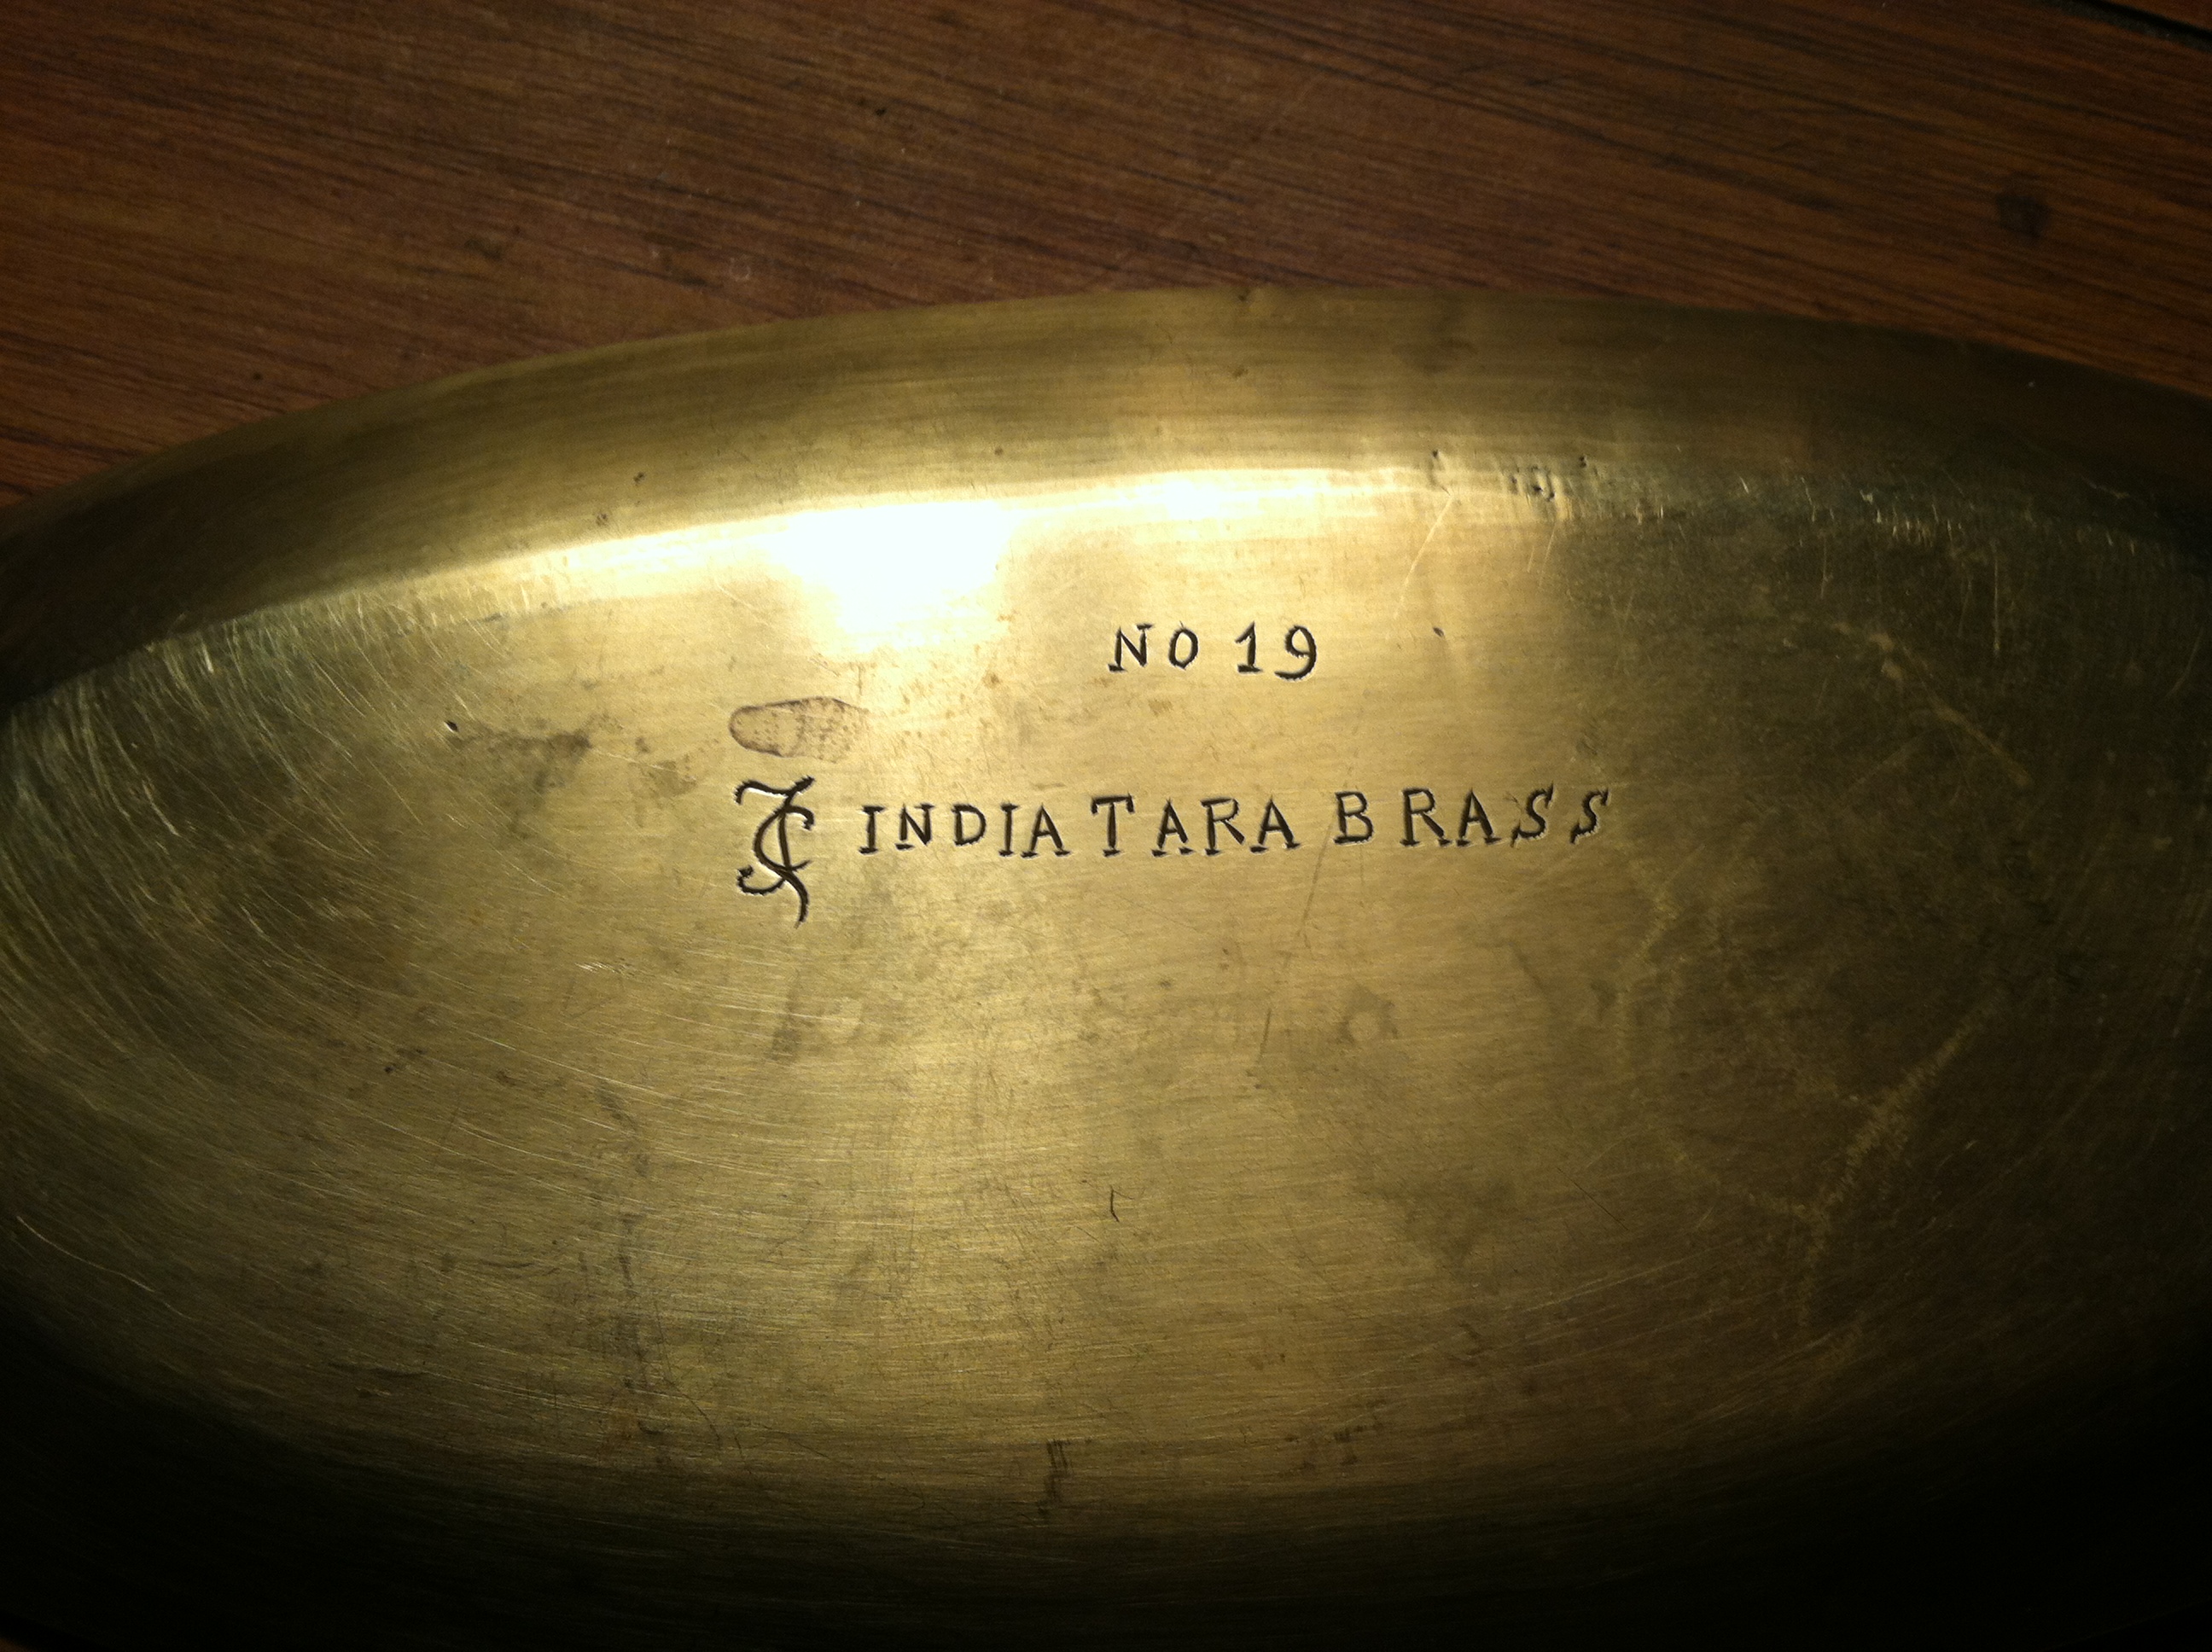 NO 19
INDIA TARA BRASS